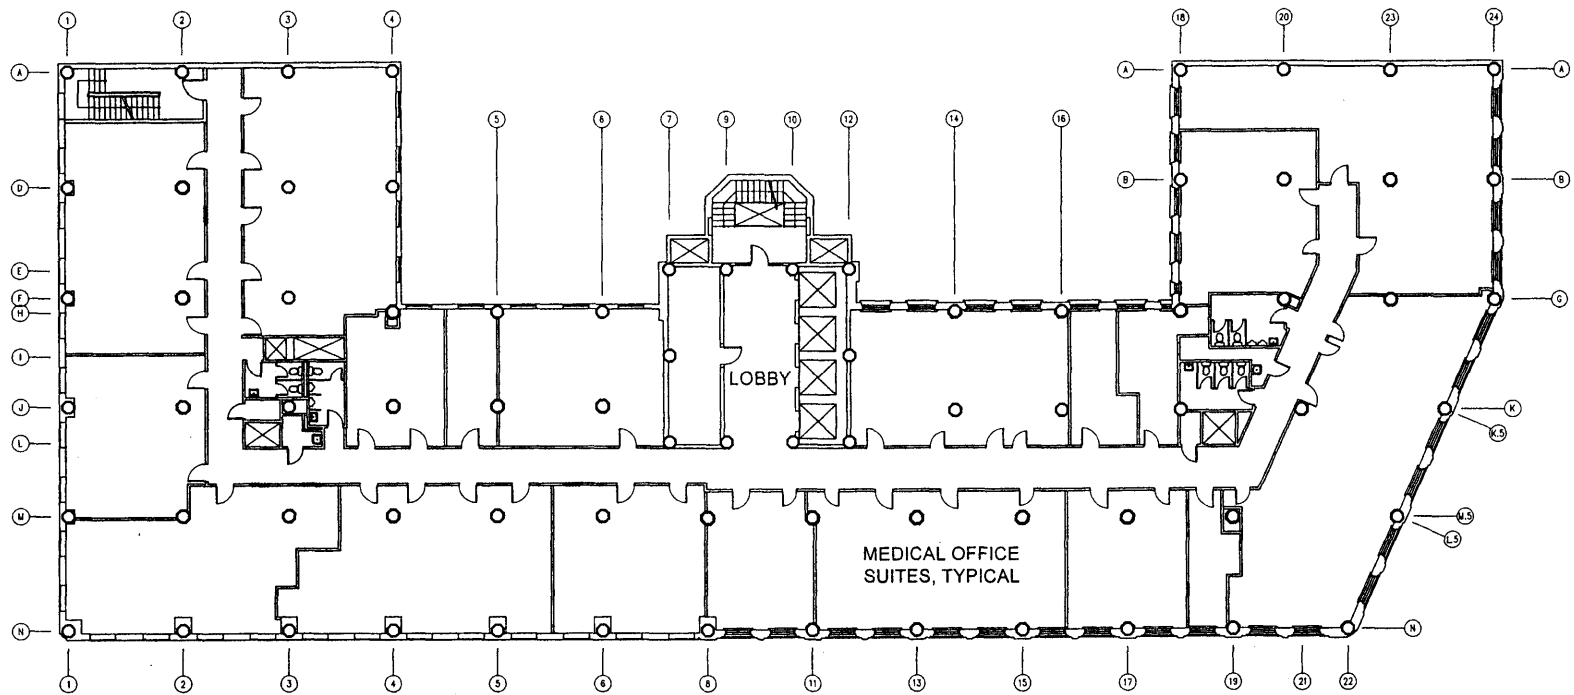 1 2 3 4 18 20 23 24
A A A
5 6 7 9 10 12 14 16
D B B
E
F G
H
I
LOBBY
J K
L K.5
M M.5
MEDICAL OFFICE L.5
SUITES, TYPICAL
N N
1 2 3 4 5 6 8 11 13 15 17 19 21 22